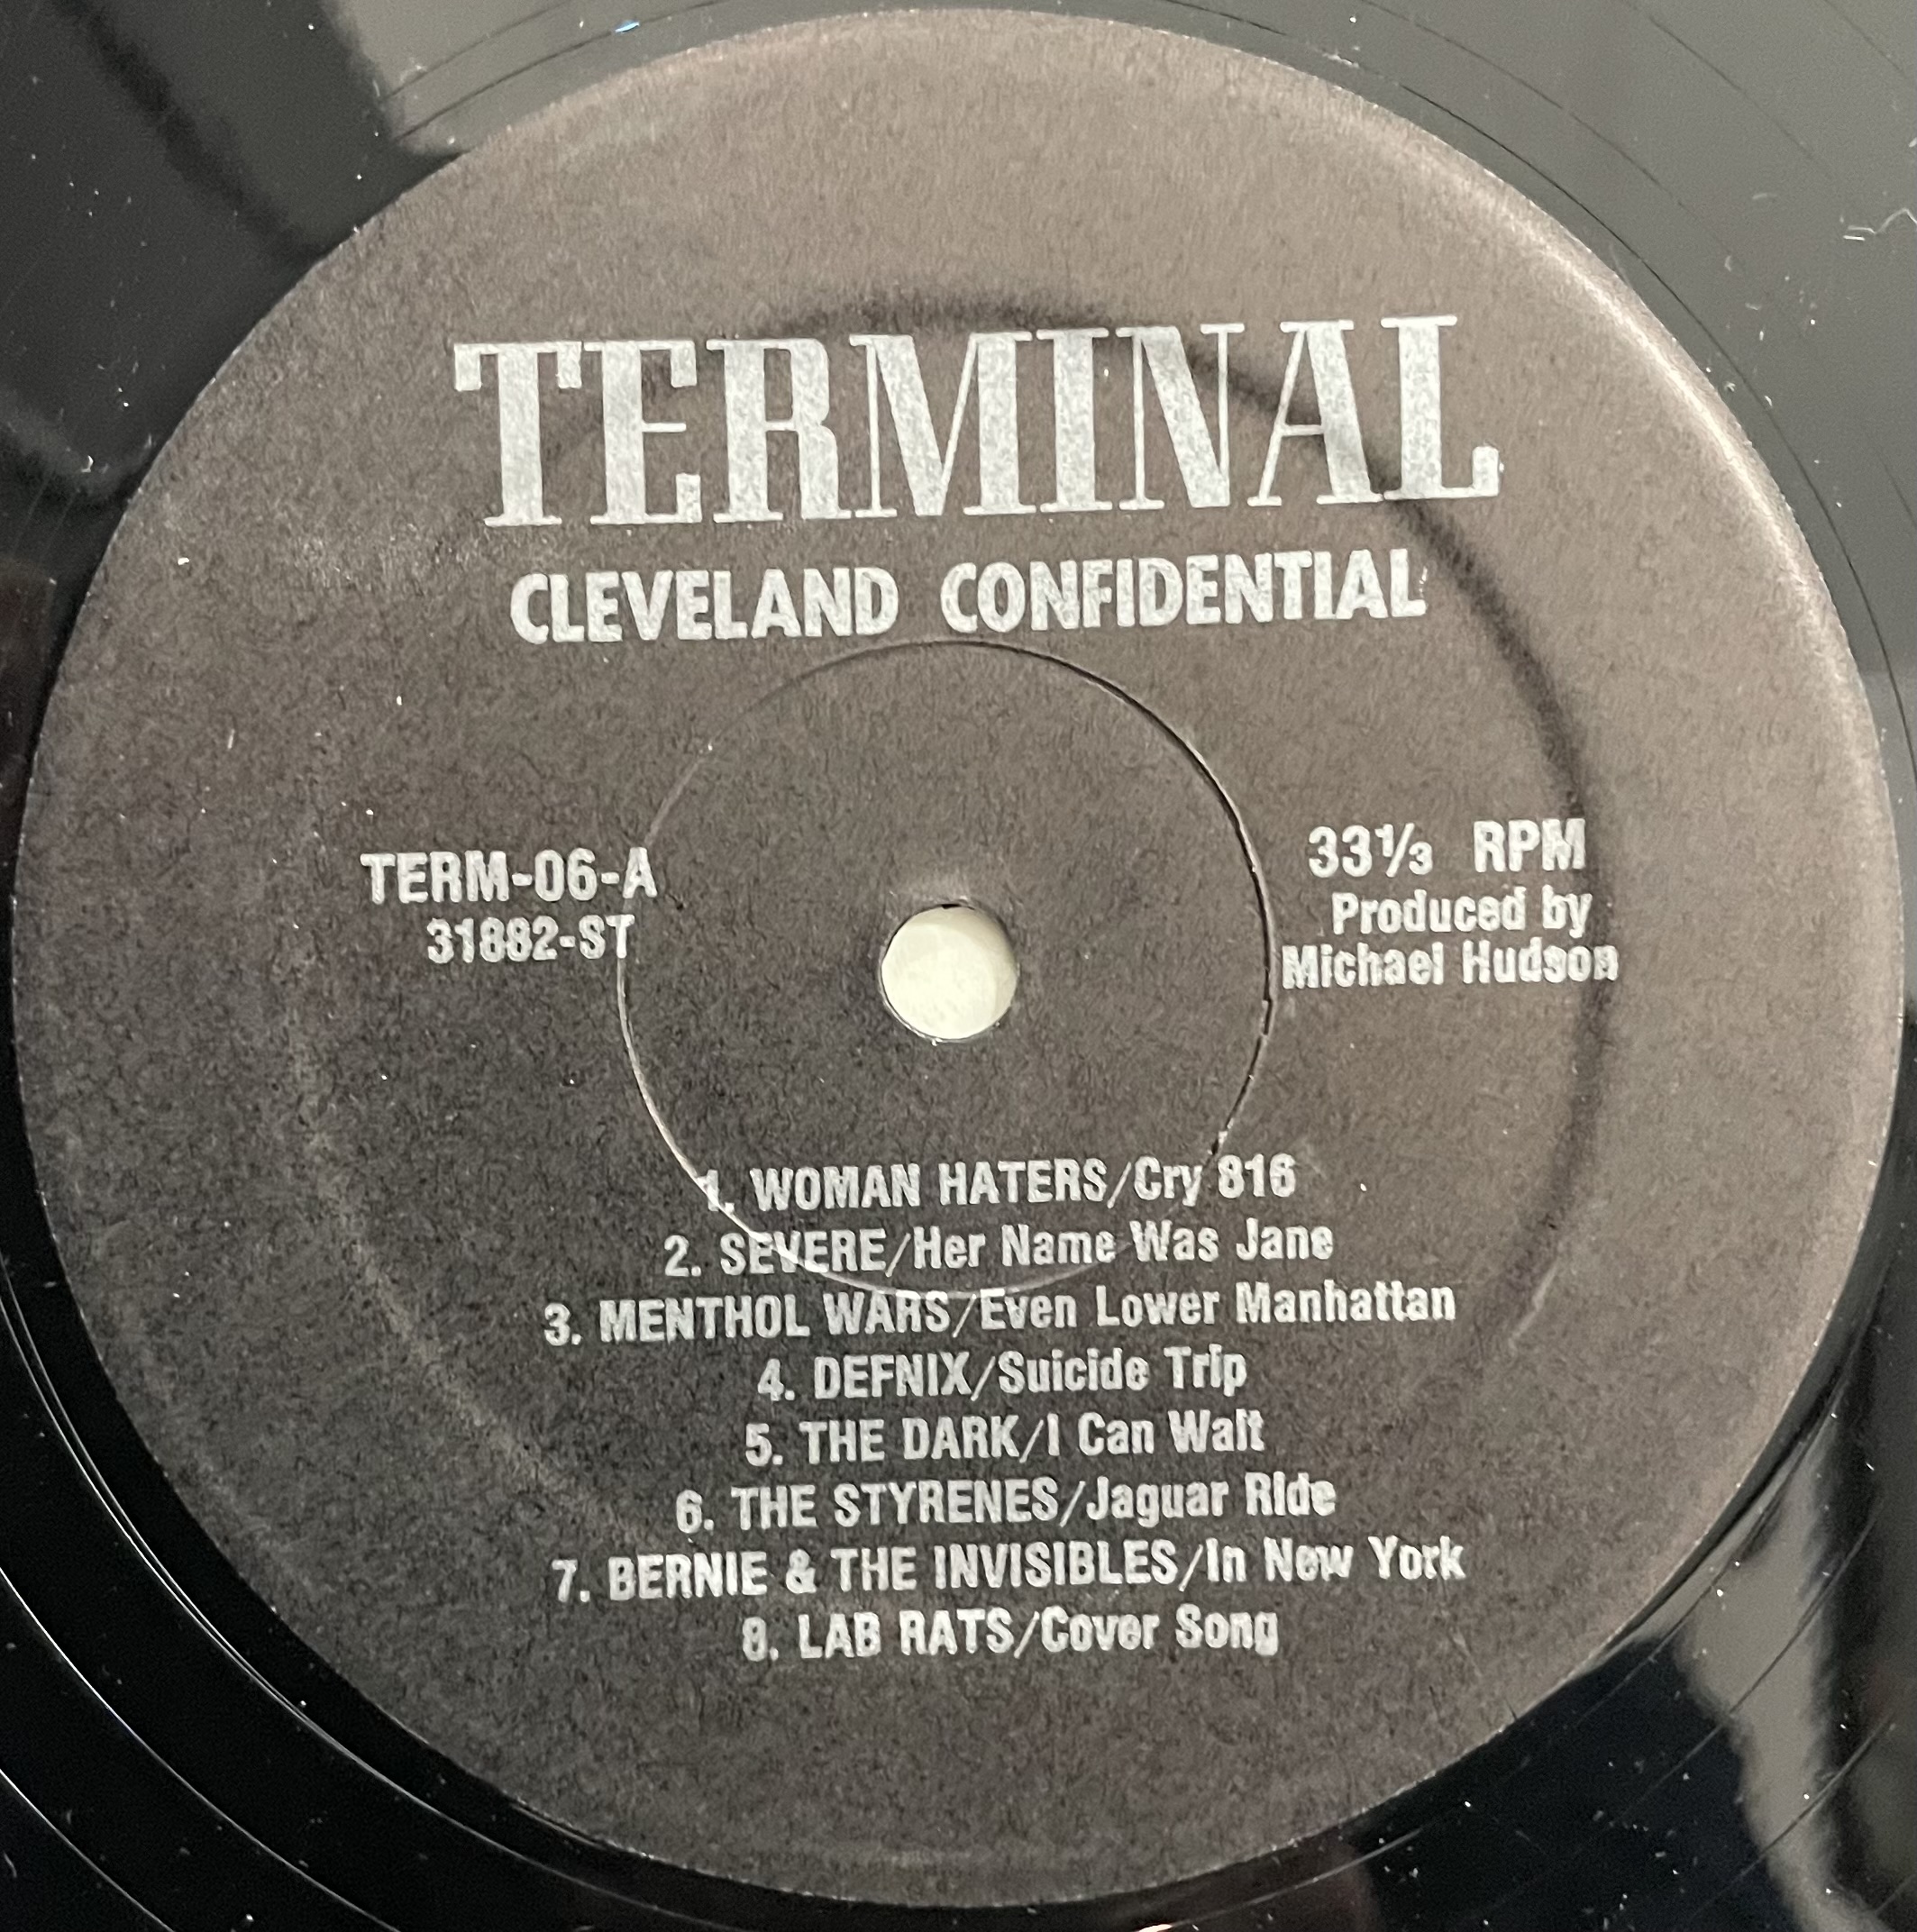 TERMINAL
CLEVELAND CONFIDENTIAL
TERM-06-A
31882-ST
33⅓ RPM
Produced by
Michael Hudson
1. WOMAN HATERS/Cry 816
2. SEVERE/Her Name Was Jane
3. MENTHOL WARS/Even Lower Manhattan
4. DEFNIX/Suicide Trip
5. THE DARK/I Can Wait
6. THE STYRENES/Jaguar Ride
7. BERNIE & THE INVISIBLES/In New York
8. LAB RATS/Cover Song